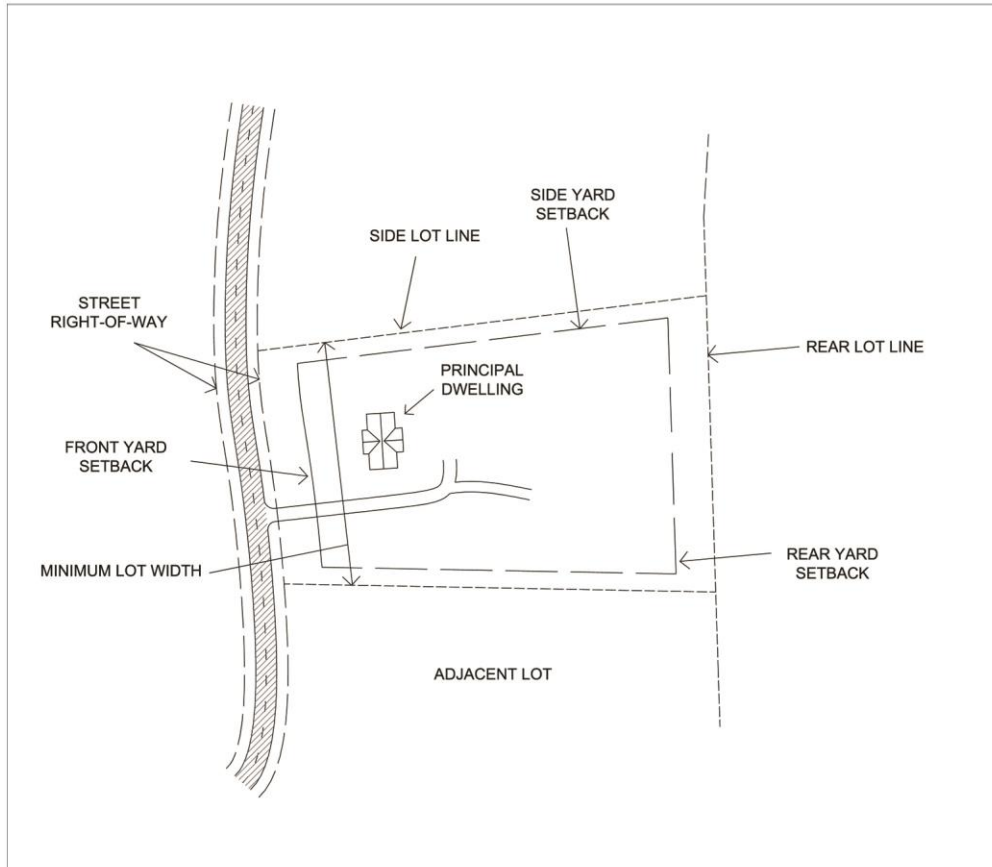 SIDE YARD
SETBACK
SIDE LOT LINE
STREET
RIGHT-OF-WAY
REAR LOT LINE
PRINCIPAL
DWELLING
FRONT YARD
SETBACK
MINIMUM LOT WIDTH
REAR YARD
SETBACK
ADJACENT LOT